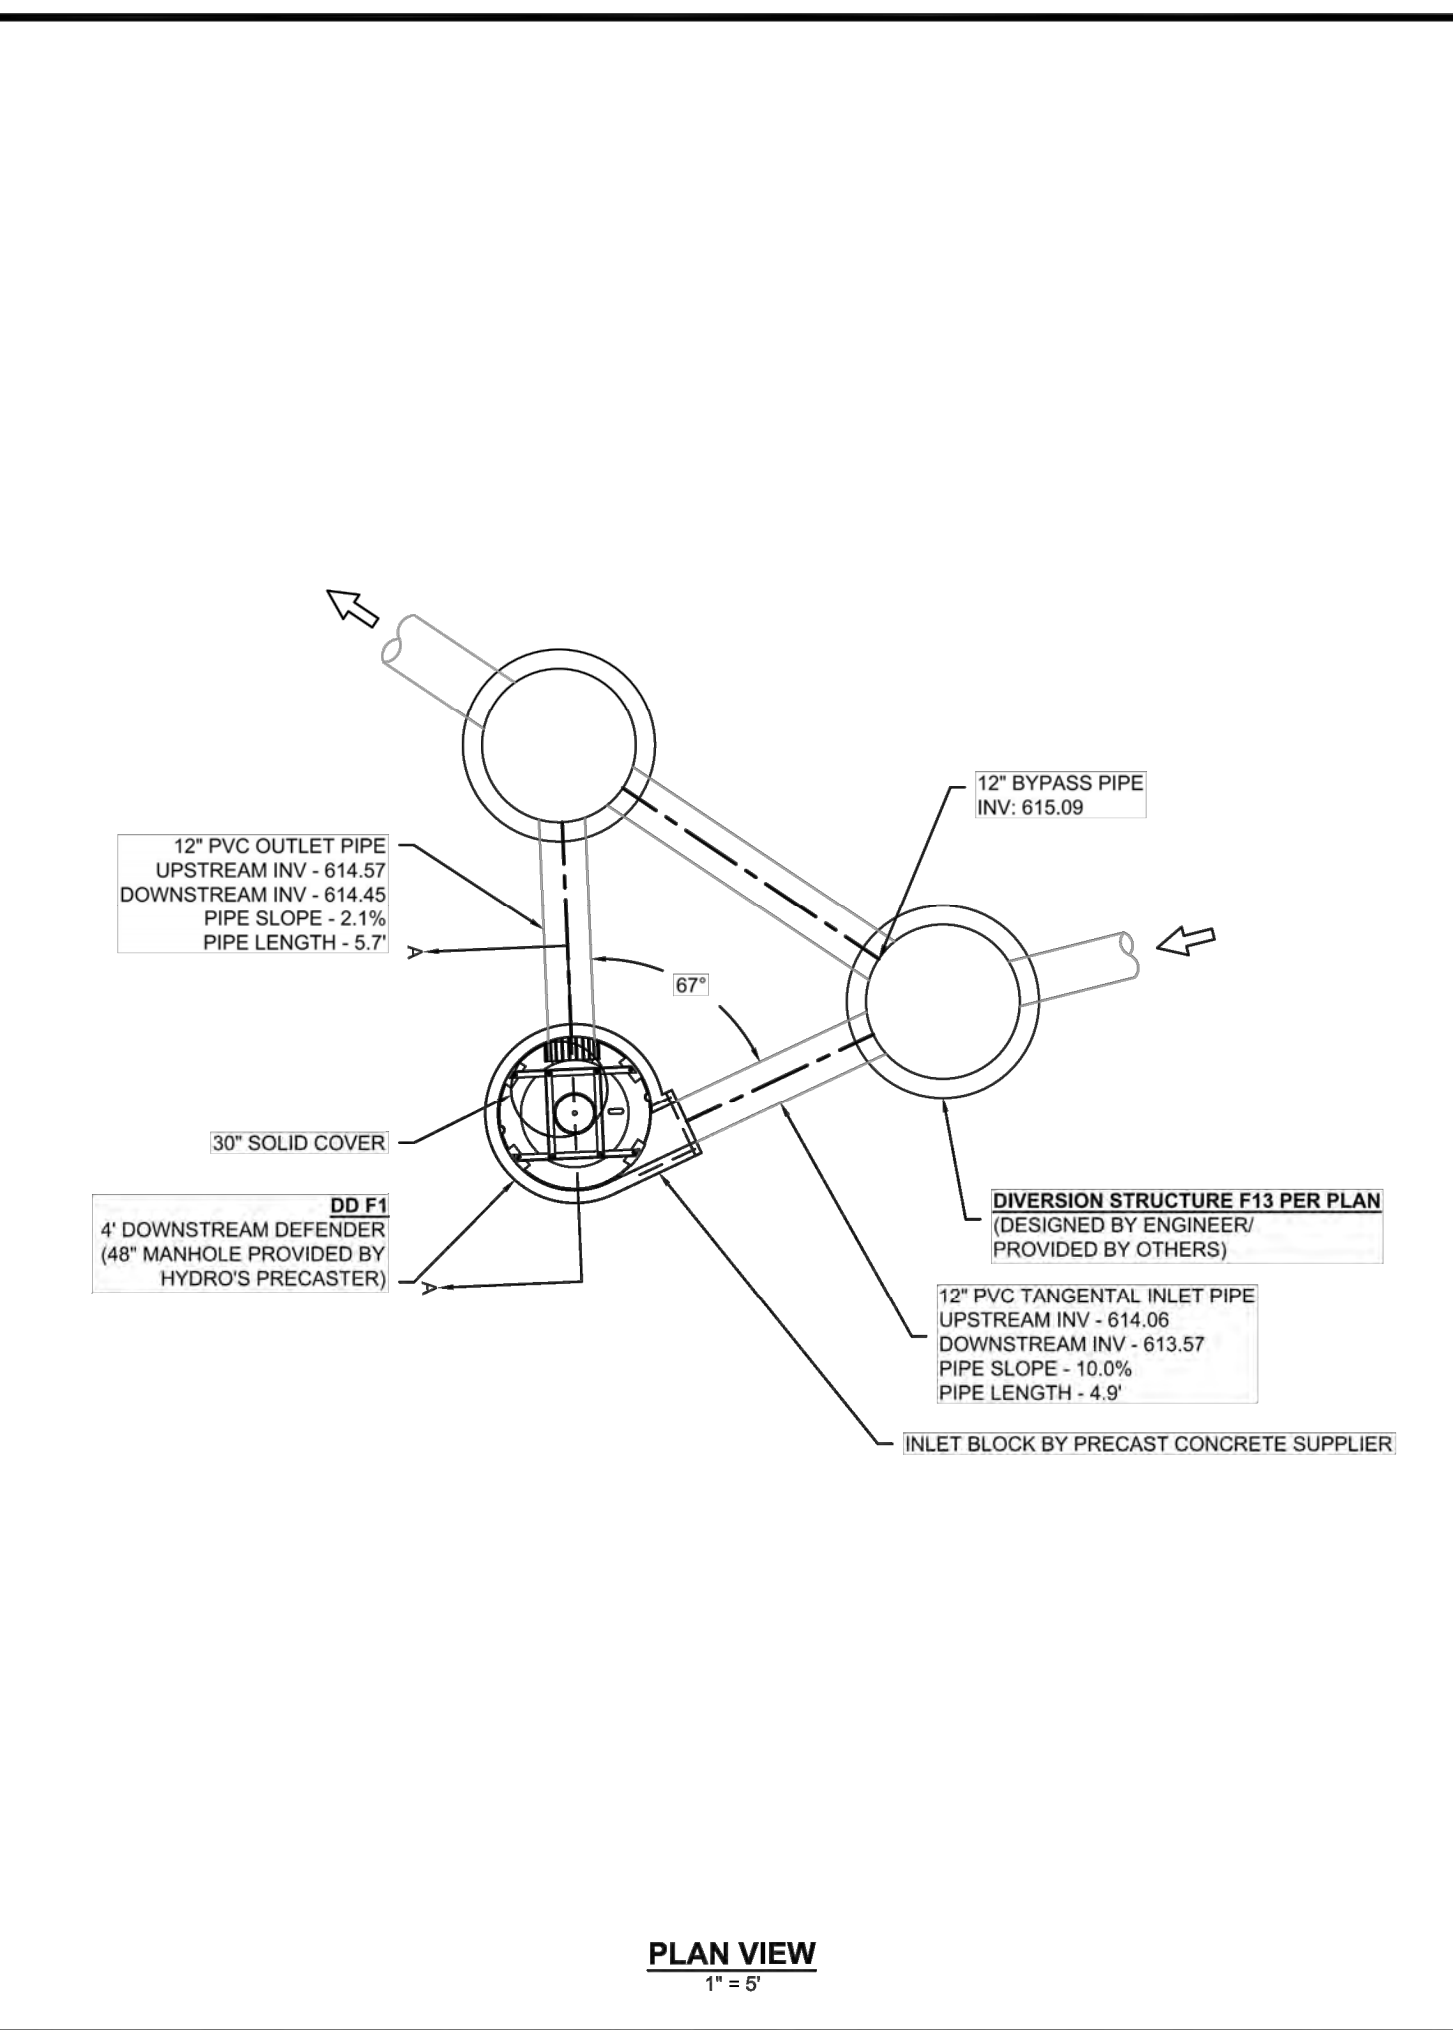 12" BYPASS PIPE
INV: 615.09
12" PVC OUTLET PIPE
UPSTREAM INV - 614.57
DOWNSTREAM INV - 614.45
PIPE SLOPE - 2.1%
PIPE LENGTH - 5.7'
A
67°
30" SOLID COVER
DD F1
4' DOWNSTREAM DEFENDER
(48" MANHOLE PROVIDED BY
HYDRO'S PRECASTER)
A
DIVERSION STRUCTURE F13 PER PLAN
(DESIGNED BY ENGINEER/
PROVIDED BY OTHERS)
12" PVC TANGENTAL INLET PIPE
UPSTREAM INV - 614.06
DOWNSTREAM INV - 613.57
PIPE SLOPE - 10.0%
PIPE LENGTH - 4.9'
INLET BLOCK BY PRECAST CONCRETE SUPPLIER
PLAN VIEW
1" = 5'